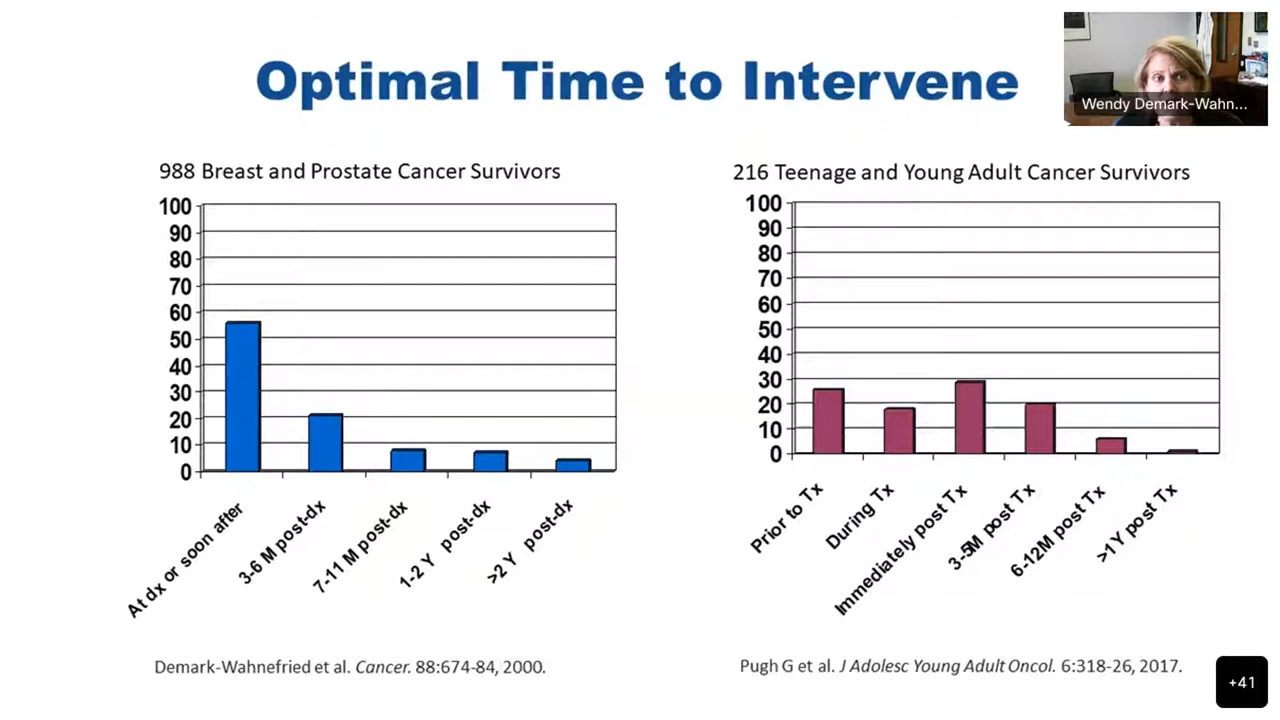 Optimal Time to Intervene
Wendy Demark-Wahn...
988 Breast and Prostate Cancer Survivors
100
90
80
70
60
50
40
30
20
10
0
At dx or soon after
3-6 M post-dx
7-11 M post-dx
1-2 Y post-dx
>2 Y post-dx
Demark-Wahnefried et al. Cancer. 88:674-84, 2000.
216 Teenage and Young Adult Cancer Survivors
100
90
80
70
60
50
40
30
20
10
0
Prior to Tx
During Tx
Immediately post Tx
3-5M post Tx
6-12M post Tx
>1Y post Tx
Pugh G et al. J Adolesc Young Adult Oncol. 6:318-26, 2017.
+41